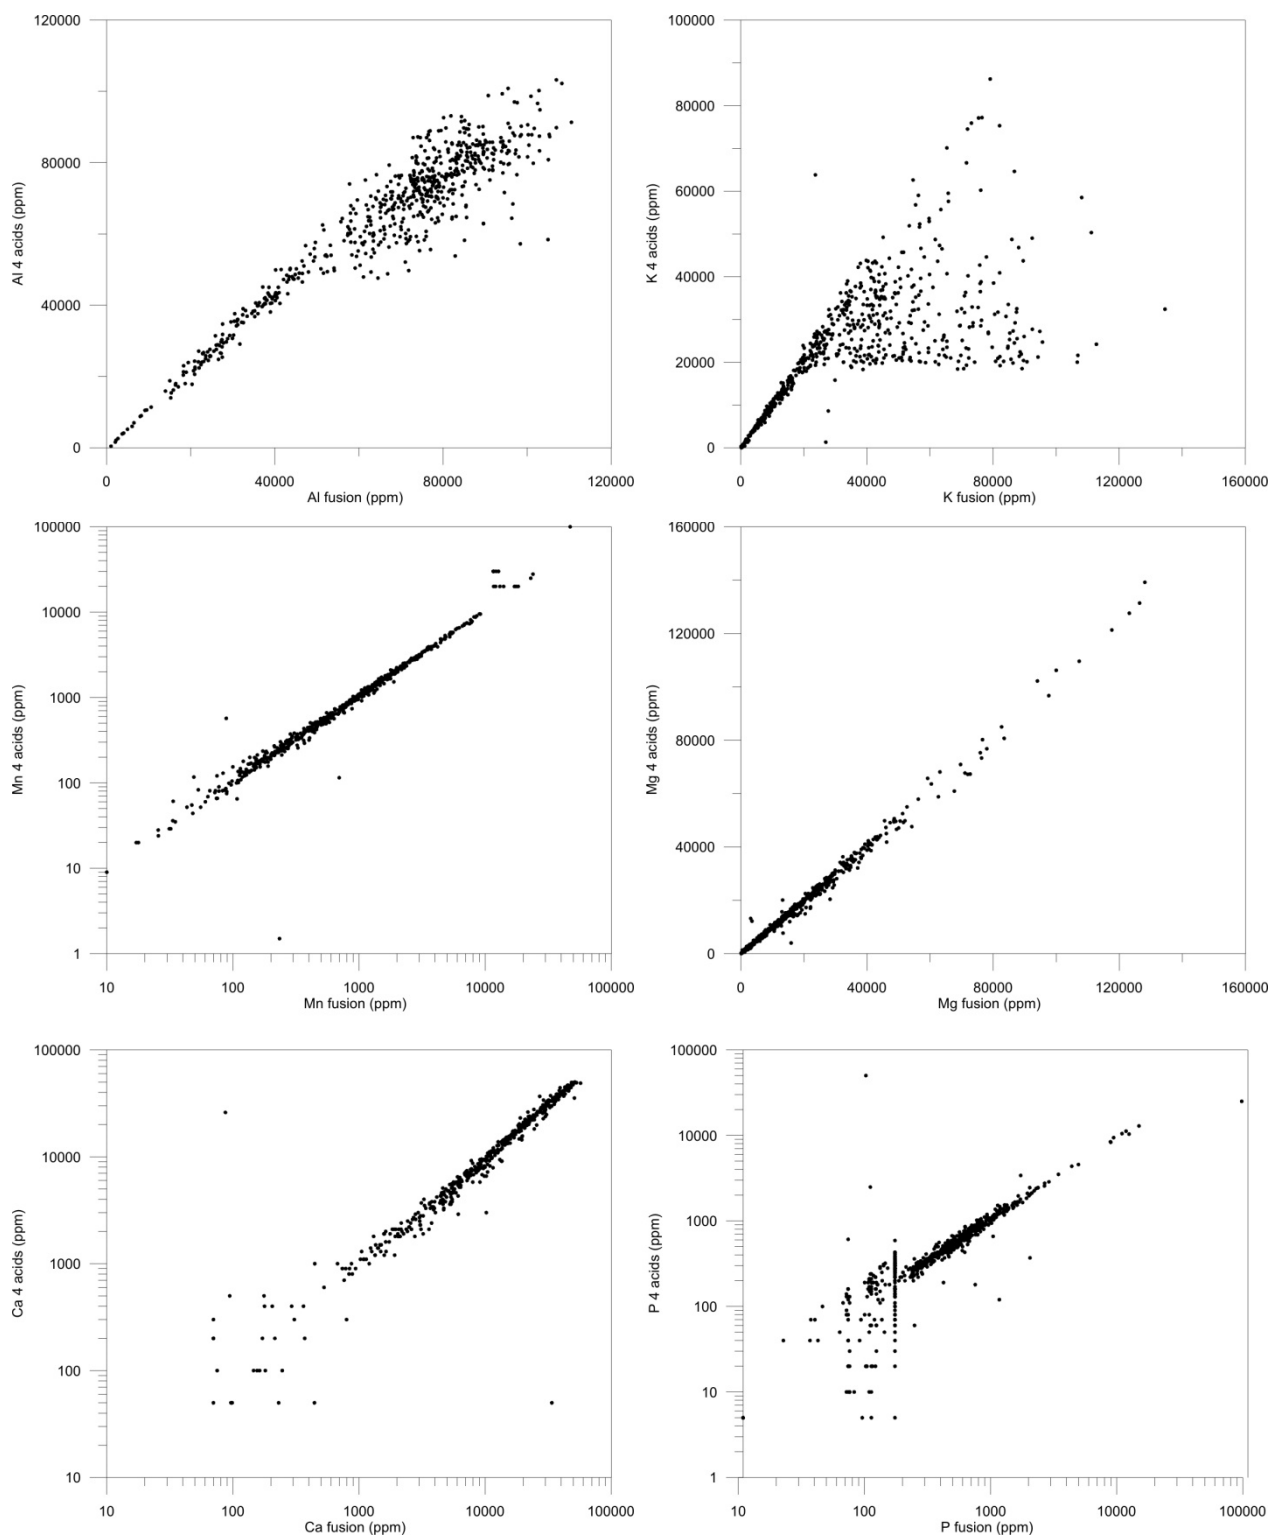 120000
80000
40000
0
Al 4 acids (ppm)
0 40000 80000 120000
Al fusion (ppm)
100000
80000
60000
40000
20000
0
K 4 acids (ppm)
0 40000 80000 120000 160000
K fusion (ppm)
100000
10000
1000
100
10
1
Mn 4 acids (ppm)
10 100 1000 10000 100000
Mn fusion (ppm)
160000
120000
80000
40000
0
Mg 4 acids (ppm)
0 40000 80000 120000 160000
Mg fusion (ppm)
100000
10000
1000
100
10
Ca 4 acids (ppm)
10 100 1000 10000 100000
Ca fusion (ppm)
100000
10000
1000
100
10
1
P 4 acids (ppm)
10 100 1000 10000 100000
P fusion (ppm)